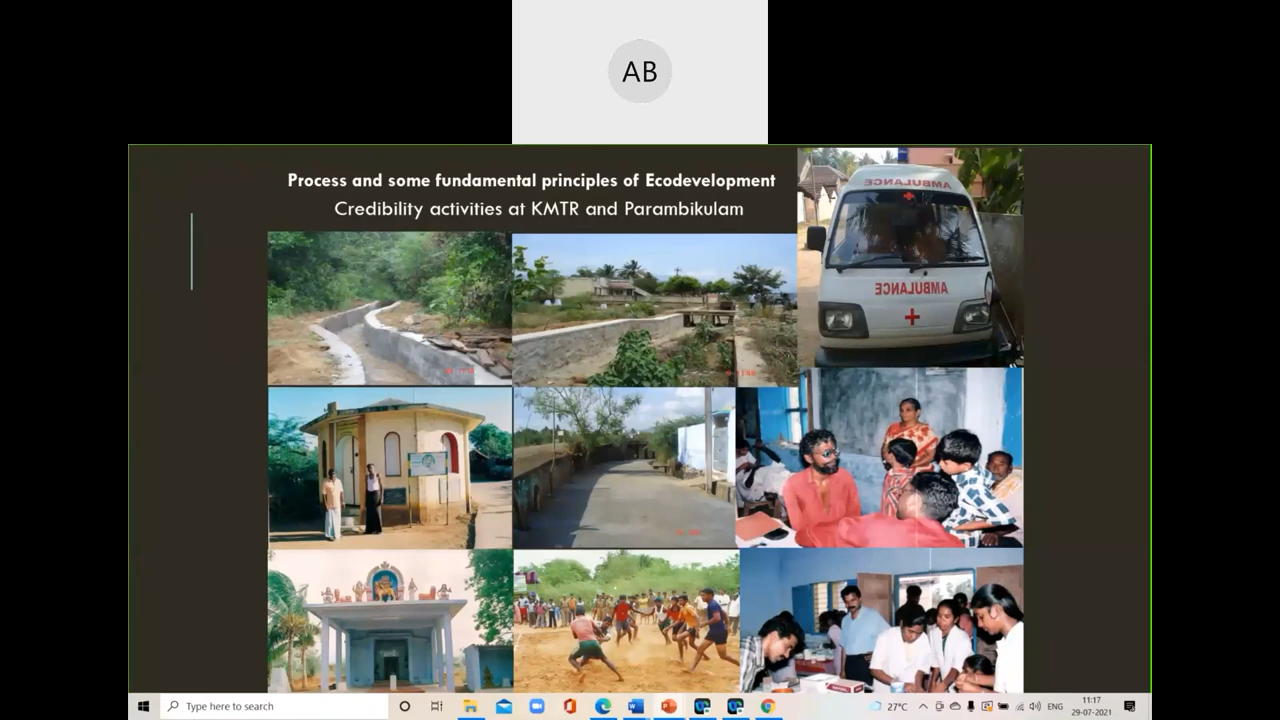 AB
Process and some fundamental principles of Ecodevelopment
Credibility activities at KMTR and Parambikulam
AMBULANCE
AMBULANCE
Type here to search
27°C
ENG
11:17
29-07-2021